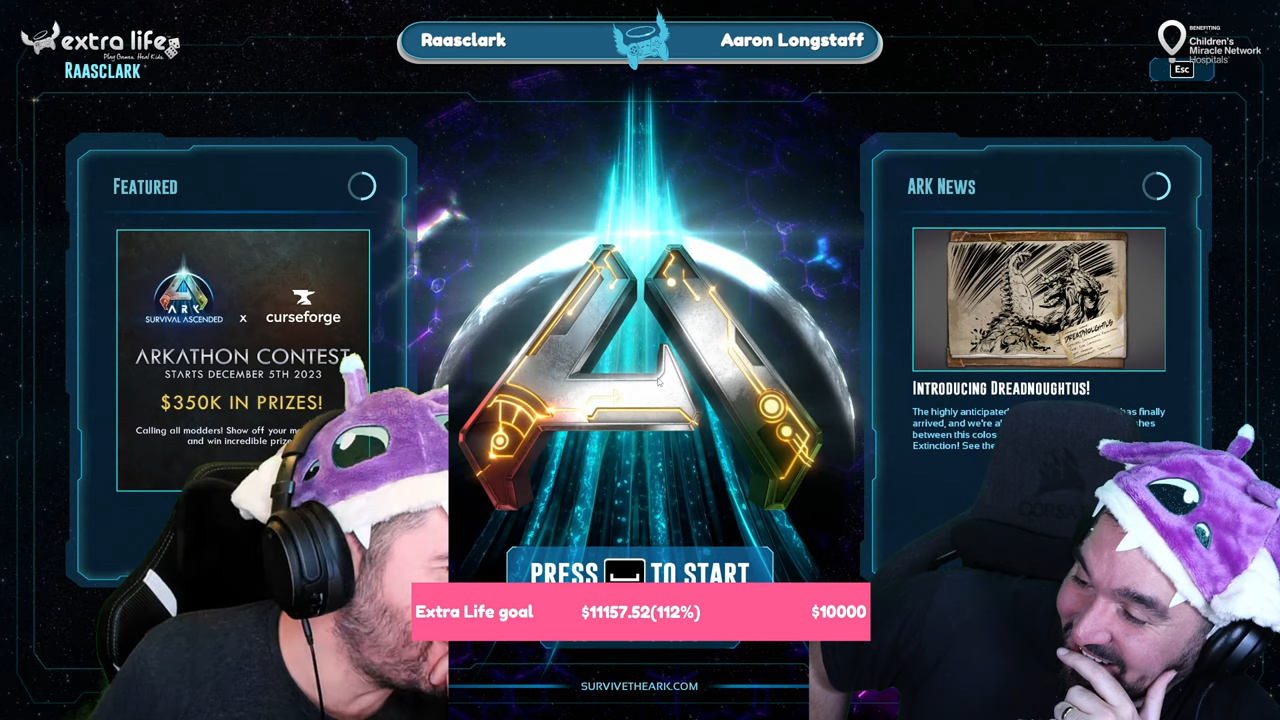 extra life
Play Games. Heal Kids.
RAASCLARK
Raasclark
Aaron Longstaff
BENEFITING
Children's
Miracle Network
Hospitals
Esc
FEATURED
ARK
SURVIVAL ASCENDED
x
curseforge
ARKATHON CONTEST
STARTS DECEMBER 5TH 2023
$350K IN PRIZES!
Calling all modders! Show off your
and win incredible
ARK NEWS
DREADNOUGHTUS
INTRODUCING DREADNOUGHTUS!
The highly anticipated has finally
arrived, and we're
between this
Extinction! See the
CORSA
PRESS TO START
Extra Life goal
$11157.52(112%)
$10000
SURVIVETHEARK.COM